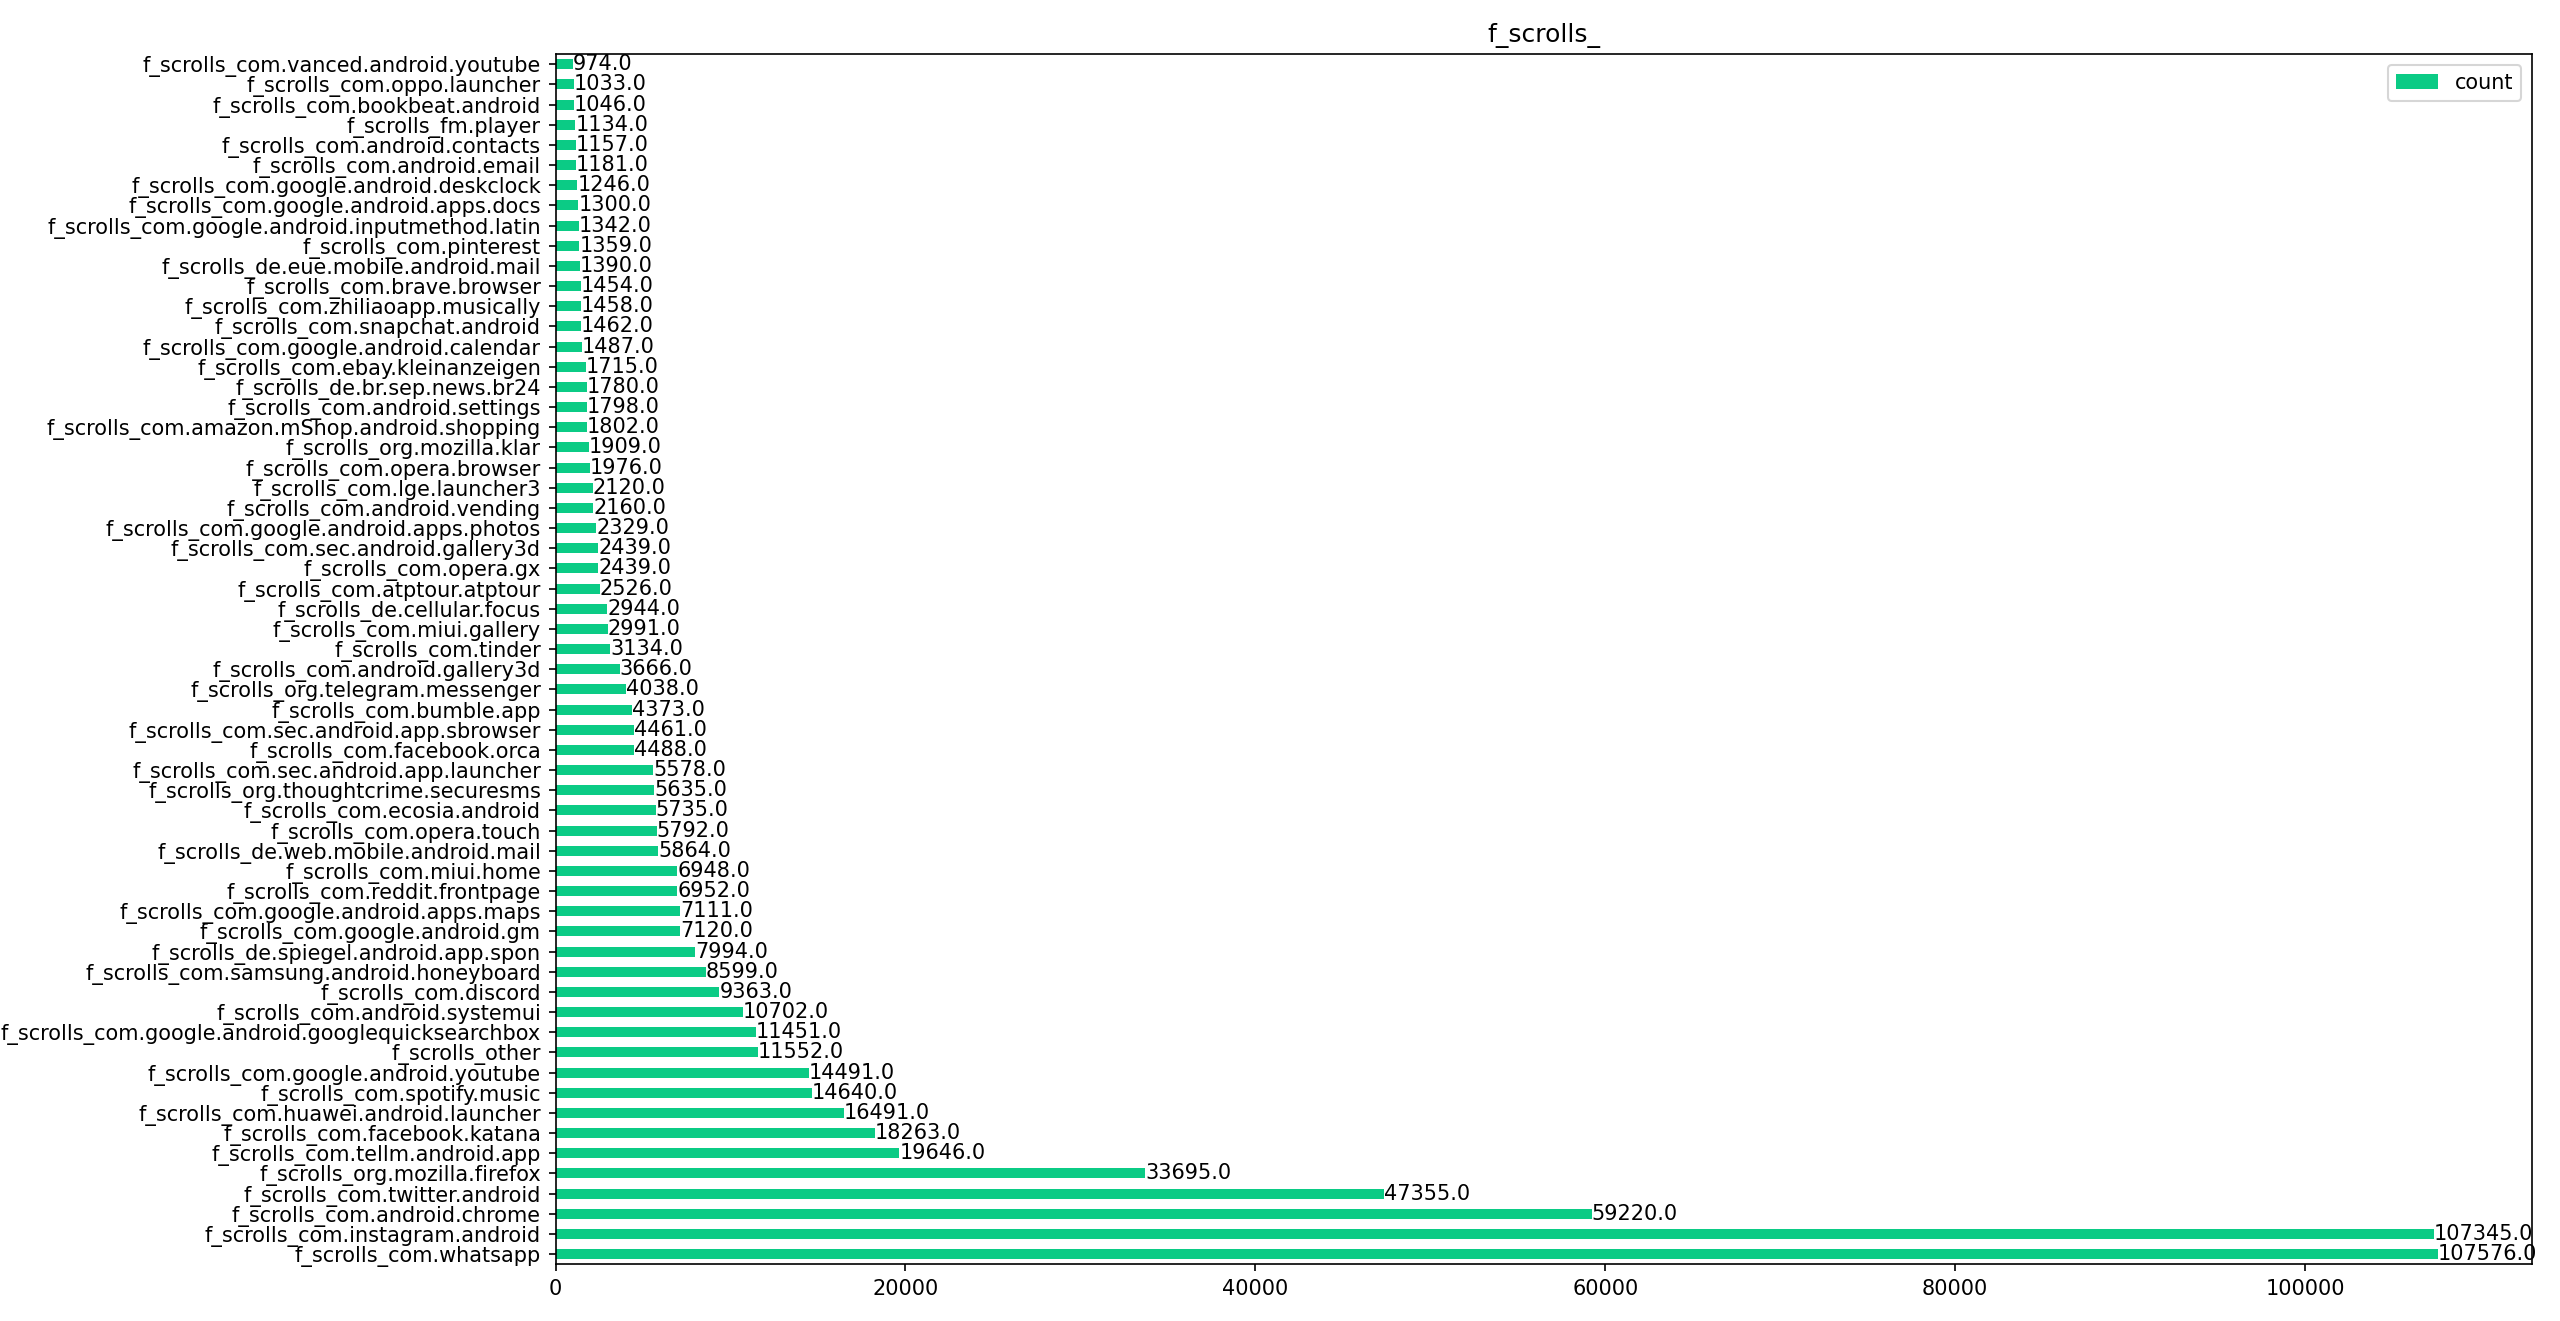 f_scrolls_
count
f_scrolls_com.vanced.android.youtube 974.0
f_scrolls_com.oppo.launcher 1033.0
f_scrolls_com.bookbeat.android 1046.0
f_scrolls_fm.player 1134.0
f_scrolls_com.android.contacts 1157.0
f_scrolls_com.android.email 1181.0
f_scrolls_com.google.android.deskclock 1246.0
f_scrolls_com.google.android.apps.docs 1300.0
f_scrolls_com.google.android.inputmethod.latin 1342.0
f_scrolls_com.pinterest 1359.0
f_scrolls_de.eue.mobile.android.mail 1390.0
f_scrolls_com.brave.browser 1454.0
f_scrolls_com.zhiliaoapp.musically 1458.0
f_scrolls_com.snapchat.android 1462.0
f_scrolls_com.google.android.calendar 1487.0
f_scrolls_com.ebay.kleinanzeigen 1715.0
f_scrolls_de.br.sep.news.br24 1780.0
f_scrolls_com.android.settings 1798.0
f_scrolls_com.amazon.mShop.android.shopping 1802.0
f_scrolls_org.mozilla.klar 1909.0
f_scrolls_com.opera.browser 1976.0
f_scrolls_com.lge.launcher3 2120.0
f_scrolls_com.android.vending 2160.0
f_scrolls_com.google.android.apps.photos 2329.0
f_scrolls_com.sec.android.gallery3d 2439.0
f_scrolls_com.opera.gx 2439.0
f_scrolls_com.atptour.atptour 2526.0
f_scrolls_de.cellular.focus 2944.0
f_scrolls_com.miui.gallery 2991.0
f_scrolls_com.tinder 3134.0
f_scrolls_com.android.gallery3d 3666.0
f_scrolls_org.telegram.messenger 4038.0
f_scrolls_com.bumble.app 4373.0
f_scrolls_com.sec.android.app.sbrowser 4461.0
f_scrolls_com.facebook.orca 4488.0
f_scrolls_com.sec.android.app.launcher 5578.0
f_scrolls_org.thoughtcrime.securesms 5635.0
f_scrolls_com.ecosia.android 5735.0
f_scrolls_com.opera.touch 5792.0
f_scrolls_de.web.mobile.android.mail 5864.0
f_scrolls_com.miui.home 6948.0
f_scrolls_com.reddit.frontpage 6952.0
f_scrolls_com.google.android.apps.maps 7111.0
f_scrolls_com.google.android.gm 7120.0
f_scrolls_de.spiegel.android.app.spon 7994.0
f_scrolls_com.samsung.android.honeyboard 8599.0
f_scrolls_com.discord 9363.0
f_scrolls_com.android.systemui 10702.0
f_scrolls_com.google.android.googlequicksearchbox 11451.0
f_scrolls_other 11552.0
f_scrolls_com.google.android.youtube 14491.0
f_scrolls_com.spotify.music 14640.0
f_scrolls_com.huawei.android.launcher 16491.0
f_scrolls_com.facebook.katana 18263.0
f_scrolls_com.tellm.android.app 19646.0
f_scrolls_org.mozilla.firefox 33695.0
f_scrolls_com.twitter.android 47355.0
f_scrolls_com.android.chrome 59220.0
f_scrolls_com.instagram.android 107345.0
f_scrolls_com.whatsapp 107576.0
0 20000 40000 60000 80000 100000